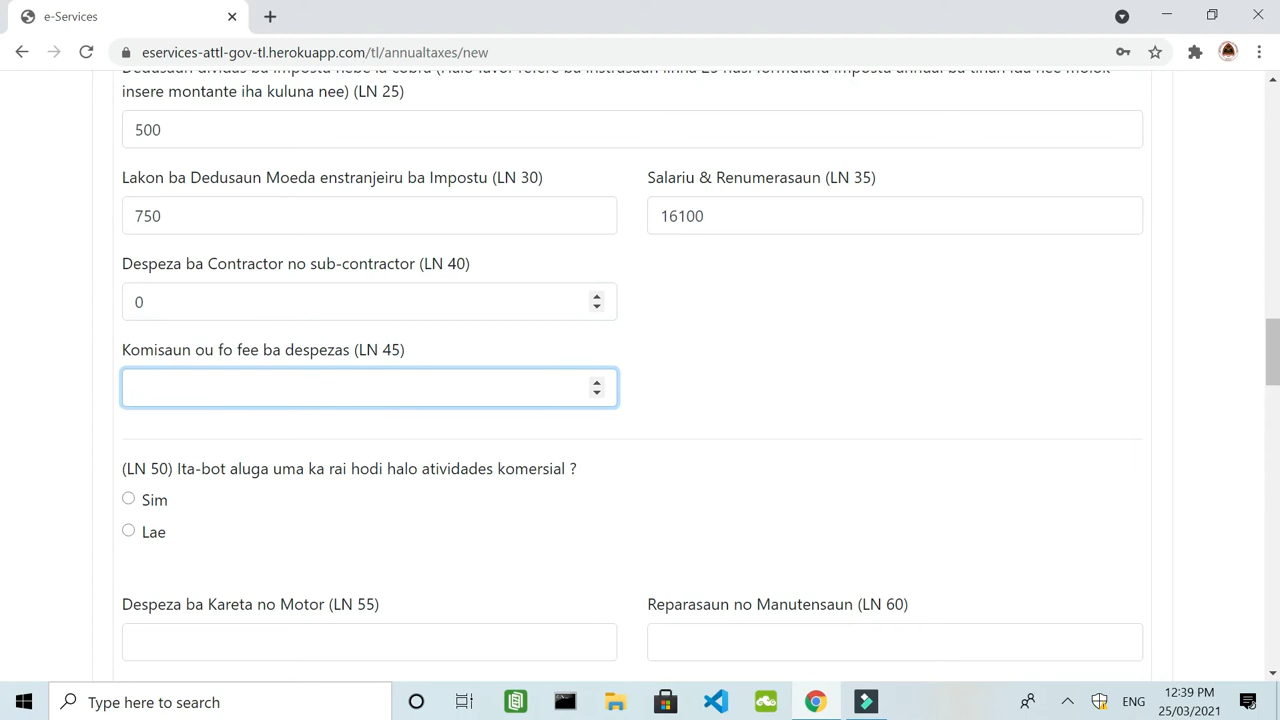 e-Services
eservices-attl-gov-tl.herokuapp.com/tl/annualtaxes/new
insere montante iha kuluna nee) (LN 25)
500
Lakon ba Dedusaun Moeda enstranjeiru ba Impostu (LN 30)
Salariu & Renumerasaun (LN 35)
750
16100
Despeza ba Contractor no sub-contractor (LN 40)
0
Komisaun ou fo fee ba despezas (LN 45)
(LN 50) Ita-bot aluga uma ka rai hodi halo atividades komersial ?
Sim
Lae
Despeza ba Kareta no Motor (LN 55)
Reparasaun no Manutensaun (LN 60)
Type here to search
ENG
12:39 PM
25/03/2021